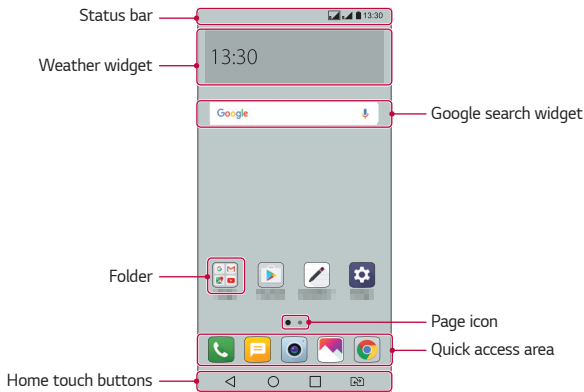 Status bar
13:30
Weather widget
13:30
Google
Google search widget
Folder
Page icon
Quick access area
Home touch buttons